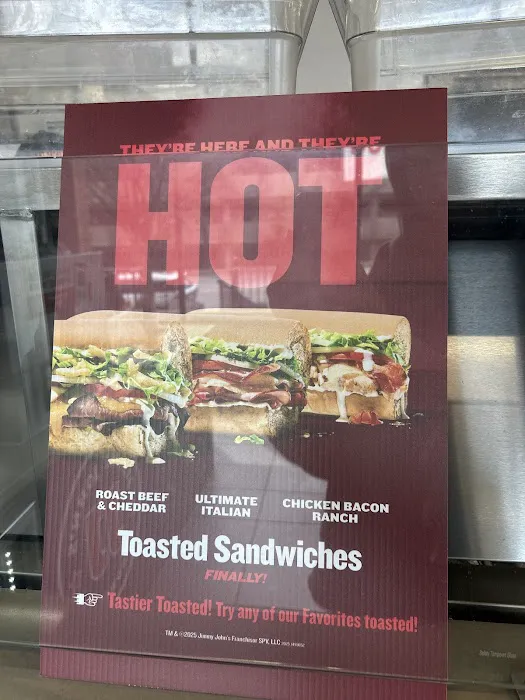 THEY'RE HERE AND THEY'RE
HOT
ROAST BEEF
& CHEDDAR
ULTIMATE
ITALIAN
CHICKEN BACON
RANCH
Toasted Sandwiches
FINALLY!
Tastier Toasted! Try any of our Favorites toasted!
TM & ©2025 Jimmy John's Franchisor SPV, LLC